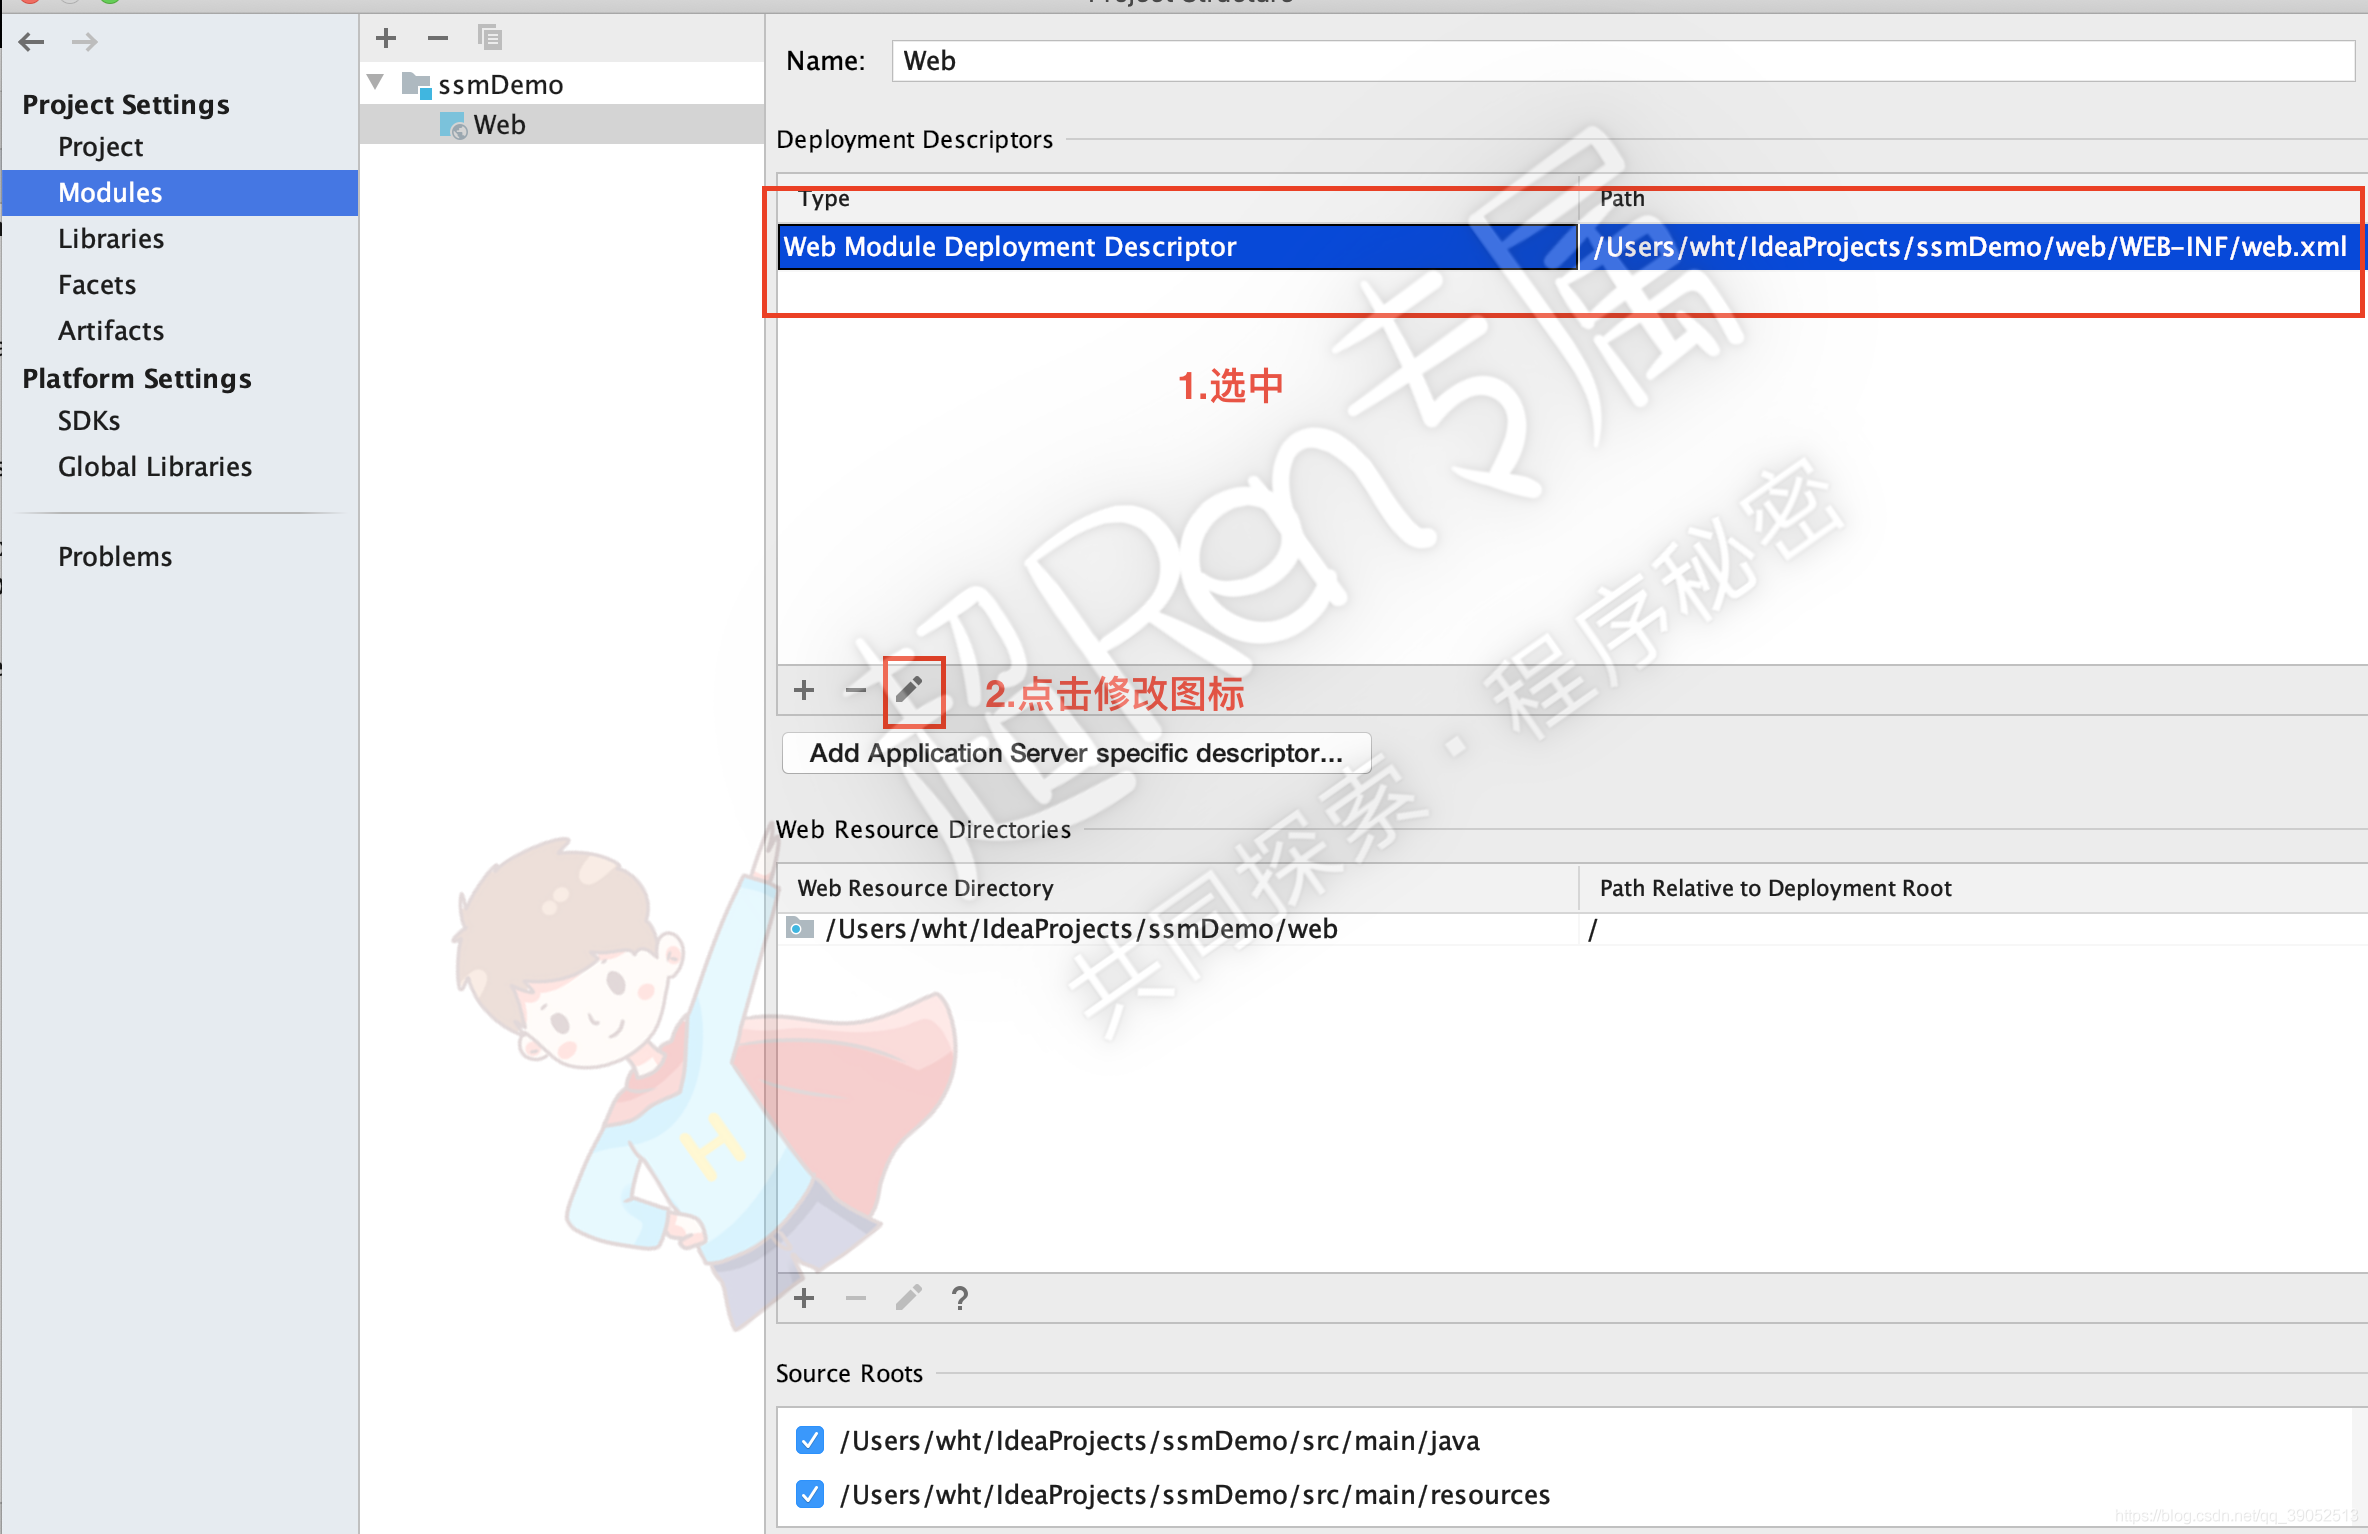 Project Structure
Project Settings
Project
Modules
Libraries
Facets
Artifacts
Platform Settings
SDKs
Global Libraries
Problems
ssmDemo
Web
Name: Web
Deployment Descriptors
Type Path
Web Module Deployment Descriptor /Users/wht/IdeaProjects/ssmDemo/web/WEB-INF/web.xml
1.选中
2.点击修改图标
Add Application Server specific descriptor...
Web Resource Directories
Web Resource Directory Path Relative to Deployment Root
/Users/wht/IdeaProjects/ssmDemo/web /
?
Source Roots
/Users/wht/IdeaProjects/ssmDemo/src/main/java
/Users/wht/IdeaProjects/ssmDemo/src/main/resources
超Ren专属
共同探索·程序秘密
H
https://blog.csdn.net/qq_39052513